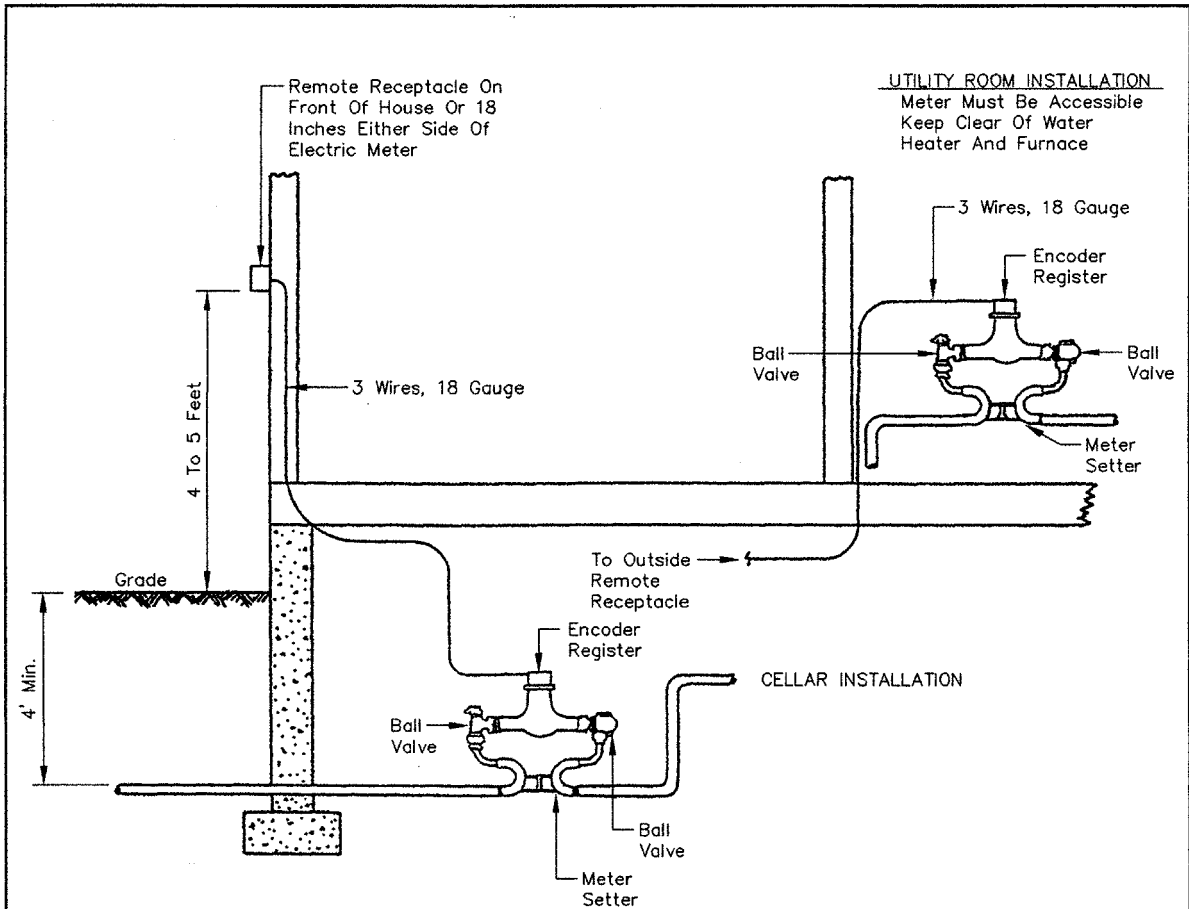 Remote Receptacle On
Front Of House Or 18
Inches Either Side Of
Electric Meter
UTILITY ROOM INSTALLATION
Meter Must Be Accessible
Keep Clear Of Water
Heater And Furnace
3 Wires, 18 Gauge
Encoder
Register
Ball
Valve
Ball
Valve
3 Wires, 18 Gauge
4 To 5 Feet
Meter
Setter
To Outside
Remote
Receptacle
Grade
Encoder
Register
4' Min.
CELLAR INSTALLATION
Ball
Valve
Ball
Valve
Meter
Setter